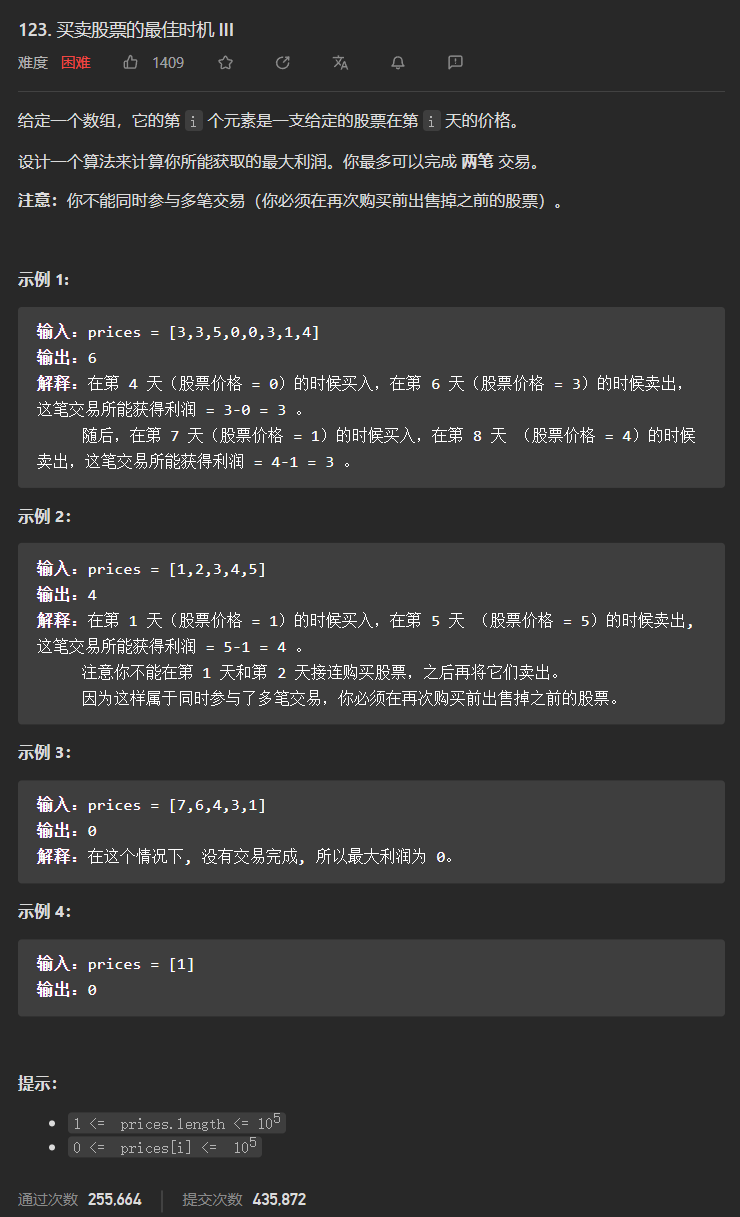 123. 买卖股票的最佳时机 III
难度 困难 1409
给定一个数组，它的第 i 个元素是一支给定的股票在第 i 天的价格。
设计一个算法来计算你所能获取的最大利润。你最多可以完成 两笔 交易。
注意：你不能同时参与多笔交易（你必须在再次购买前出售掉之前的股票）。
示例 1:
输入：prices = [3,3,5,0,0,3,1,4]
输出：6
解释：在第 4 天（股票价格 = 0）的时候买入，在第 6 天（股票价格 = 3）的时候卖出，
这笔交易所能获得利润 = 3-0 = 3 。
随后，在第 7 天（股票价格 = 1）的时候买入，在第 8 天 （股票价格 = 4）的时候
卖出，这笔交易所能获得利润 = 4-1 = 3 。
示例 2：
输入：prices = [1,2,3,4,5]
输出：4
解释：在第 1 天（股票价格 = 1）的时候买入，在第 5 天 （股票价格 = 5）的时候卖出,
这笔交易所能获得利润 = 5-1 = 4 。
注意你不能在第 1 天和第 2 天接连购买股票，之后再将它们卖出。
因为这样属于同时参与了多笔交易，你必须在再次购买前出售掉之前的股票。
示例 3：
输入：prices = [7,6,4,3,1]
输出：0
解释：在这个情况下, 没有交易完成, 所以最大利润为 0。
示例 4：
输入：prices = [1]
输出：0
提示：
1 <= prices.length <= 10⁵
0 <= prices[i] <= 10⁵
通过次数 255,664 提交次数 435,872